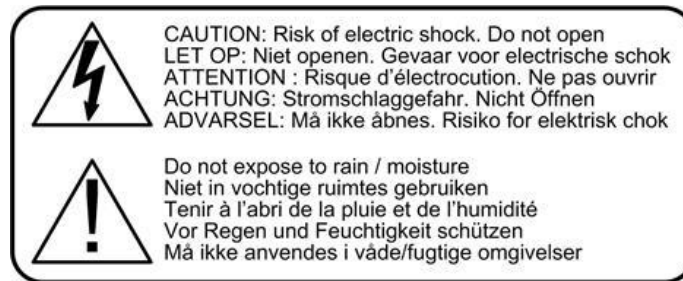 CAUTION: Risk of electric shock. Do not open
LET OP: Niet openen. Gevaar voor electrische schok
ATTENTION : Risque d'électrocution. Ne pas ouvrir
ACHTUNG: Stromschlaggefahr. Nicht Öffnen
ADVARSEL: Må ikke åbnes. Risiko for elektrisk chok
Do not expose to rain / moisture
Niet in vochtige ruimtes gebruiken
Tenir à l'abri de la pluie et de l'humidité
Vor Regen und Feuchtigkeit schützen
Må ikke anvendes i våde/fugtige omgivelser